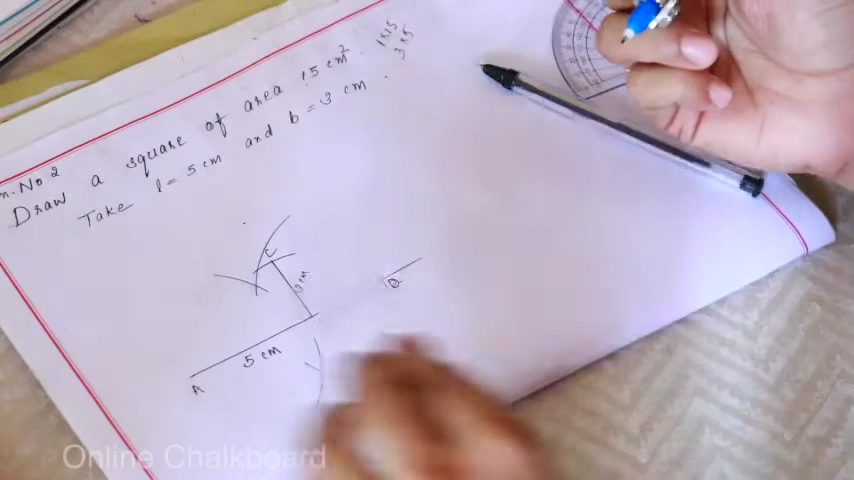 n. No 2
Draw a square of area 15 cm²
1x15
3x5
Take l = 5 cm and b = 3 cm.
C
3 cm
Q
5 cm
A
Online Chalkboard